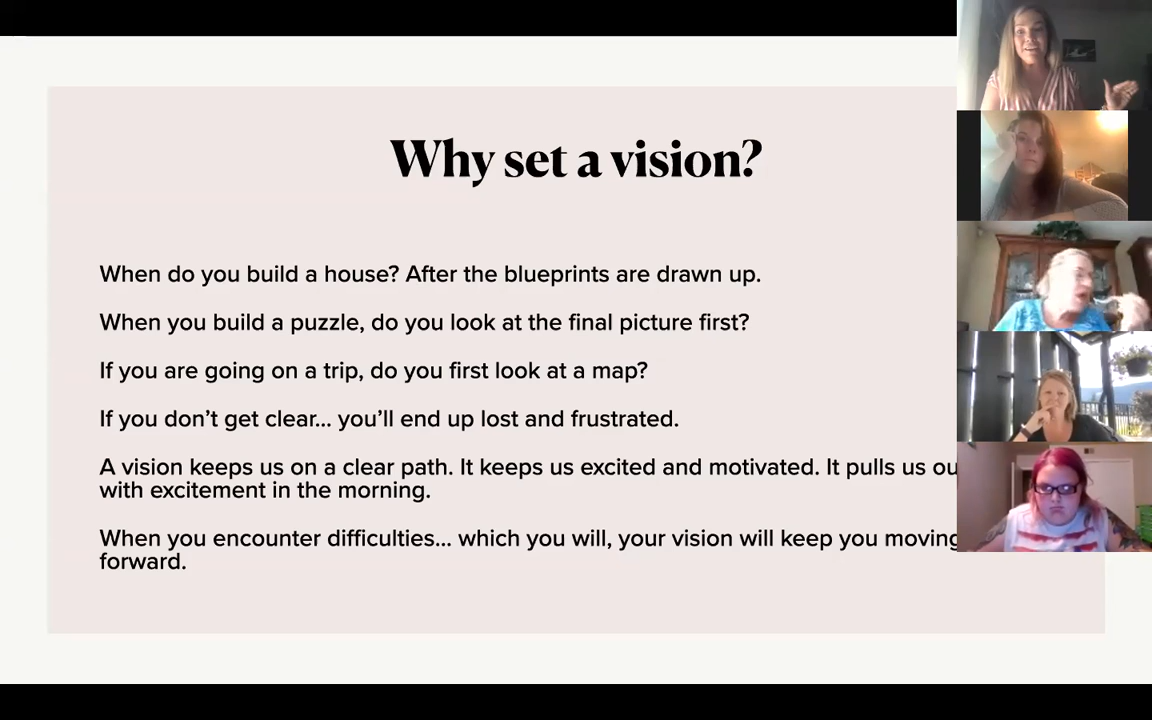 Why set a vision?
When do you build a house? After the blueprints are drawn up.
When you build a puzzle, do you look at the final picture first?
If you are going on a trip, do you first look at a map?
If you don't get clear... you'll end up lost and frustrated.
A vision keeps us on a clear path. It keeps us excited and motivated. It pulls us
with excitement in the morning.
When you encounter difficulties... which you will, your vision will keep you moving
forward.